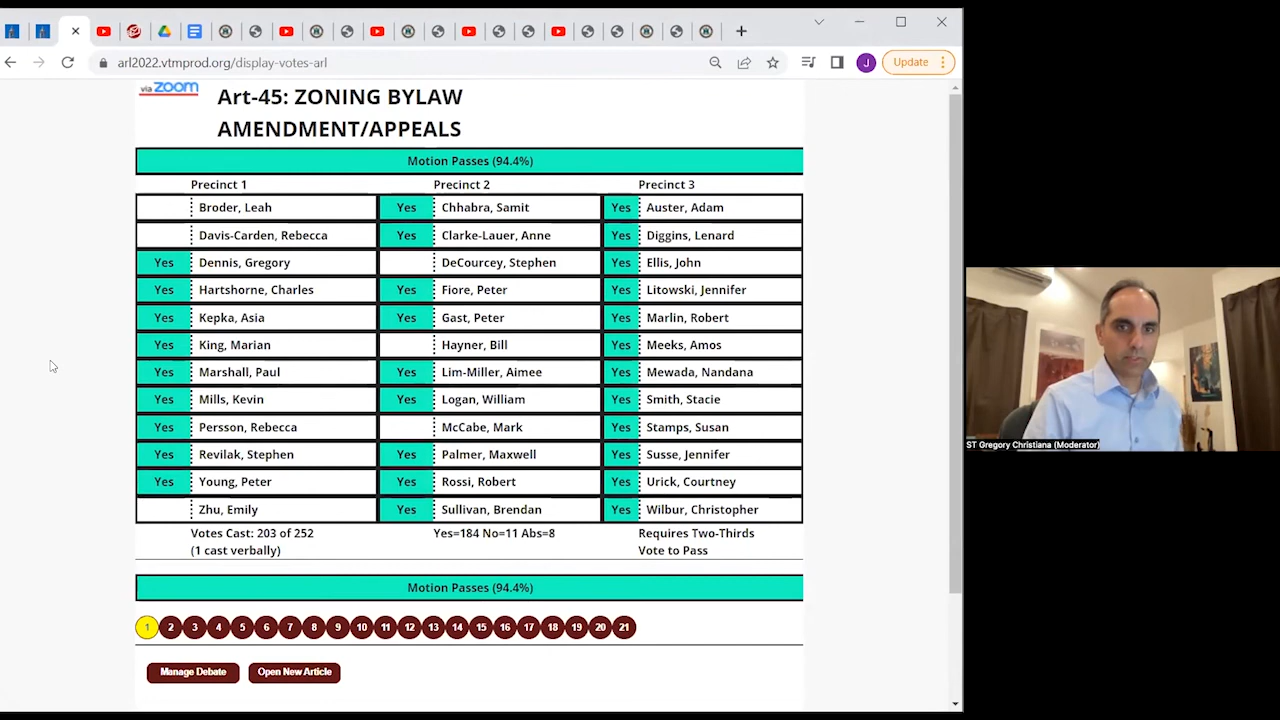 J
Update
arl2022.vtmprod.org/display-votes-arl
via zoom
Art-45: ZONING BYLAW
AMENDMENT/APPEALS
Motion Passes (94.4%)
Precinct 1 Precinct 2 Precinct 3
Broder, Leah Yes Chhabra, Samit Yes Auster, Adam
Davis-Carden, Rebecca Yes Clarke-Lauer, Anne Yes Diggins, Lenard
Yes Dennis, Gregory DeCourcey, Stephen Yes Ellis, John
Yes Hartshorne, Charles Yes Fiore, Peter Yes Litowski, Jennifer
Yes Kepka, Asia Yes Gast, Peter Yes Marlin, Robert
Yes King, Marian Hayner, Bill Yes Meeks, Amos
Yes Marshall, Paul Yes Lim-Miller, Aimee Yes Mewada, Nandana
Yes Mills, Kevin Yes Logan, William Yes Smith, Stacie
Yes Persson, Rebecca McCabe, Mark Yes Stamps, Susan
Yes Revilak, Stephen Yes Palmer, Maxwell Yes Susse, Jennifer
Yes Young, Peter Yes Rossi, Robert Yes Urick, Courtney
Zhu, Emily Yes Sullivan, Brendan Yes Wilbur, Christopher
Votes Cast: 203 of 252 Yes=184 No=11 Abs=8 Requires Two-Thirds
(1 cast verbally) Vote to Pass
Motion Passes (94.4%)
1 2 3 4 5 6 7 8 9 10 11 12 13 14 15 16 17 18 19 20 21
Manage Debate Open New Article
ST Gregory Christiana (Moderator)